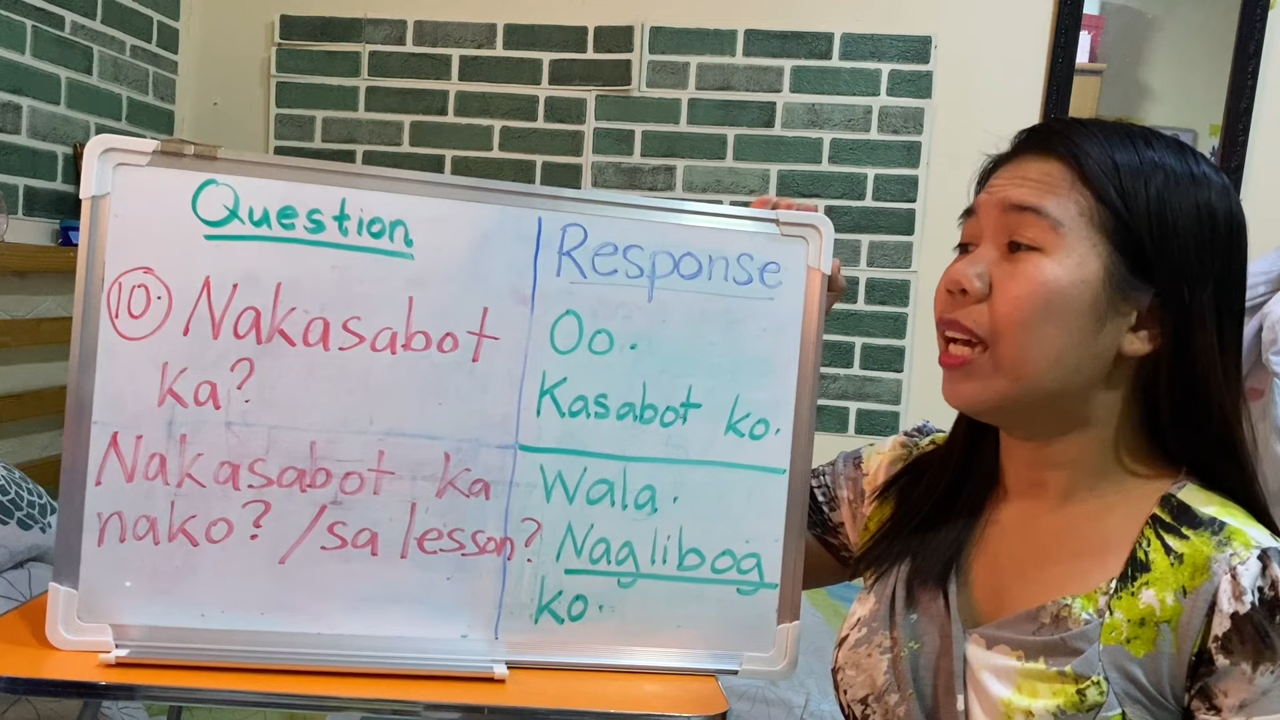 Question
10. Nakasabot
ka?
Nakasabot ka
nako? /sa lesson?
Response
Oo.
Kasabot ko.
Wala.
Naglibog
ko.